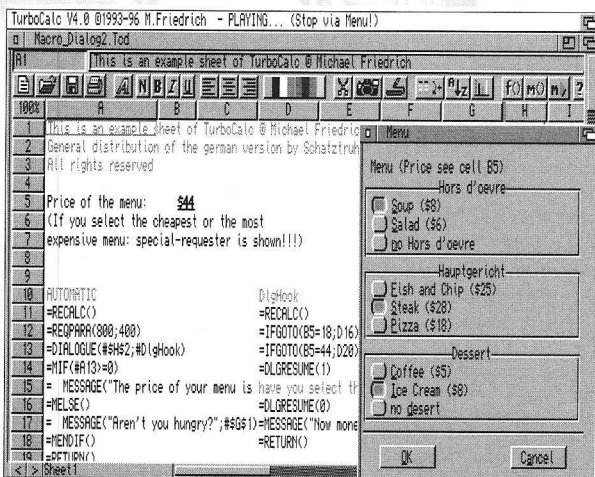 TurboCalc V4.0 @1993-96 M.Friedrich - PLAYING... (Stop via Menu!)
Macro_Dialog2.Tcd
A1 This is an example sheet of TurboCalc @ Michael Friedrich
A N B I U
f() M() M, ?
100% A B C D E F G H I
1 This is an example sheet of TurboCalc @ Michael Friedric
2 General distribution of the german version by Schatztruh
3 All rights reserved
4
5 Price of the menu: $44
6 (If you select the cheapest or the most
7 expensive menu: special-requester is shown!!!)
8
9
10 AUTOMATIC DlgHook
11 =RECALC() =RECALC()
12 =REQPARA(800;400) =IFGOTO(B5=18;D16)
13 =DIALOGUE(#$H$2;#DlgHook) =IFGOTO(B5=44;D20)
14 =MIF(#A13>=0) =DLGRESUME(1)
15 = MESSAGE("The price of your menu is have you select th
16 =MELSE() =DLGRESUME(0)
17 = MESSAGE("Aren't you hungry?";#$G$1)=MESSAGE("Now mone
18 =MENDIF() =RETURN()
19 =RETURN()
Sheet1
Menu
Menu (Price see cell B5)
Hors d'oevre
Soup ($8)
Salad ($6)
no Hors d'oevre
Hauptgericht
Fish and Chip ($25)
Steak ($28)
Pizza ($18)
Dessert
Coffee ($5)
Ice Cream ($8)
no desert
OK Cancel